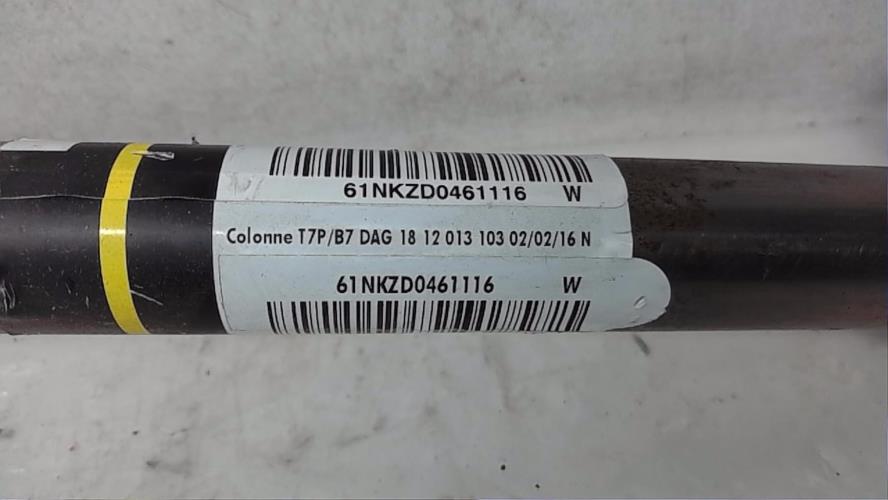 61NKZD0461116 W
Colonne T7P/B7 DAG 18 12 013 103 02/02/16 N
61NKZD0461116 W